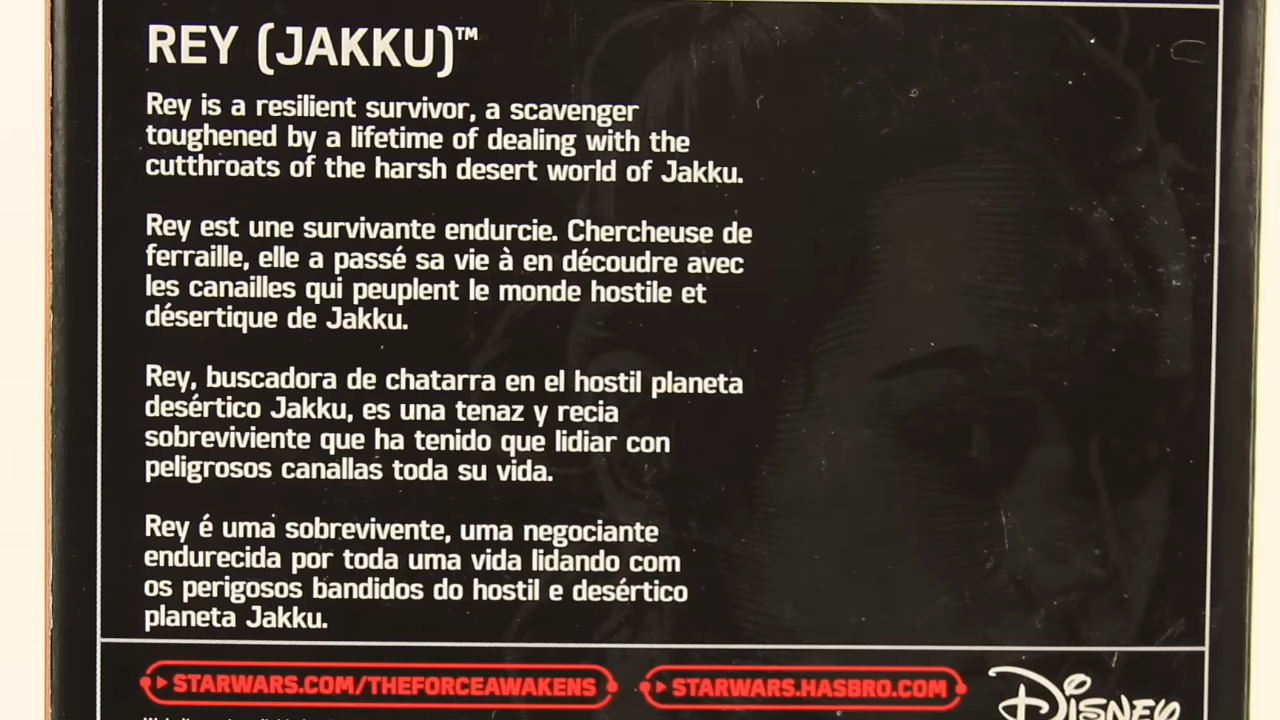 REY (JAKKU)™
Rey is a resilient survivor, a scavenger
toughened by a lifetime of dealing with the
cutthroats of the harsh desert world of Jakku.
Rey est une survivante endurcie. Chercheuse de
ferraille, elle a passé sa vie à en découdre avec
les canailles qui peuplent le monde hostile et
désertique de Jakku.
Rey, buscadora de chatarra en el hostil planeta
desértico Jakku, es una tenaz y recia
sobreviviente que ha tenido que lidiar con
peligrosos canallas toda su vida.
Rey é uma sobrevivente, uma negociante
endurecida por toda uma vida lidando com
os perigosos bandidos do hostil e desértico
planeta Jakku.
STARWARS.COM/THEFORCEAWAKENS STARWARS.HASBRO.COM DISNEY